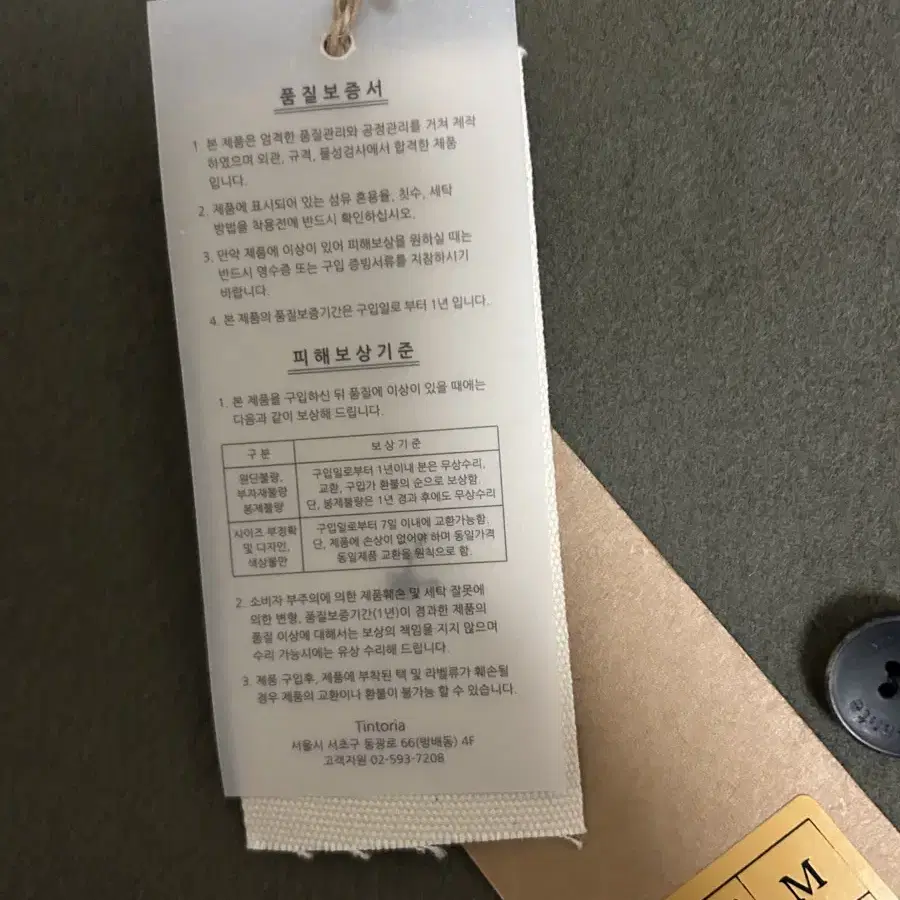 품질보증서
1. 본 제품은 엄격한 품질관리와 공정관리를 거쳐 제작
하였으며 외관, 규격, 물성검사에서 합격한 제품
입니다.
2. 제품에 표시되어 있는 섬유 혼용율, 칫수, 세탁
방법을 착용전에 반드시 확인하십시오.
3. 만약 제품에 이상이 있어 피해보상을 원하실 때는
반드시 영수증 또는 구입 증빙서류를 지참하시기
바랍니다.
4. 본 제품의 품질보증기간은 구입일로 부터 1년 입니다.
피해보상기준
1. 본 제품을 구입하신 뒤 품질에 이상이 있을 때에는
다음과 같이 보상해 드립니다.
구분 보상기준
원단불량, 구입일로부터 1년이내 분은 무상수리,
부자재불량 교환, 구입가 환불의 순으로 보상함.
봉제불량 단, 봉제불량은 1년 경과 후에도 무상수리
사이즈 부정확 구입일로부터 7일 이내에 교환가능함.
및 디자인, 단, 제품에 손상이 없어야 하며 동일가격
색상불만 동일제품 교환을 원칙으로 함.
2. 소비자 부주의에 의한 제품훼손 및 세탁 잘못에
의한 변형, 품질보증기간(1년)이 경과한 제품의
품질 이상에 대해서는 보상의 책임을 지지 않으며
수리 가능시에는 유상 수리해 드립니다.
3. 제품 구입후, 제품에 부착된 택 및 라벨류가 훼손될
경우 제품의 교환이나 환불이 불가능 할 수 있습니다.
Tintoria
서울시 서초구 동광로 66(방배동) 4F
고객지원 02-593-7208
M